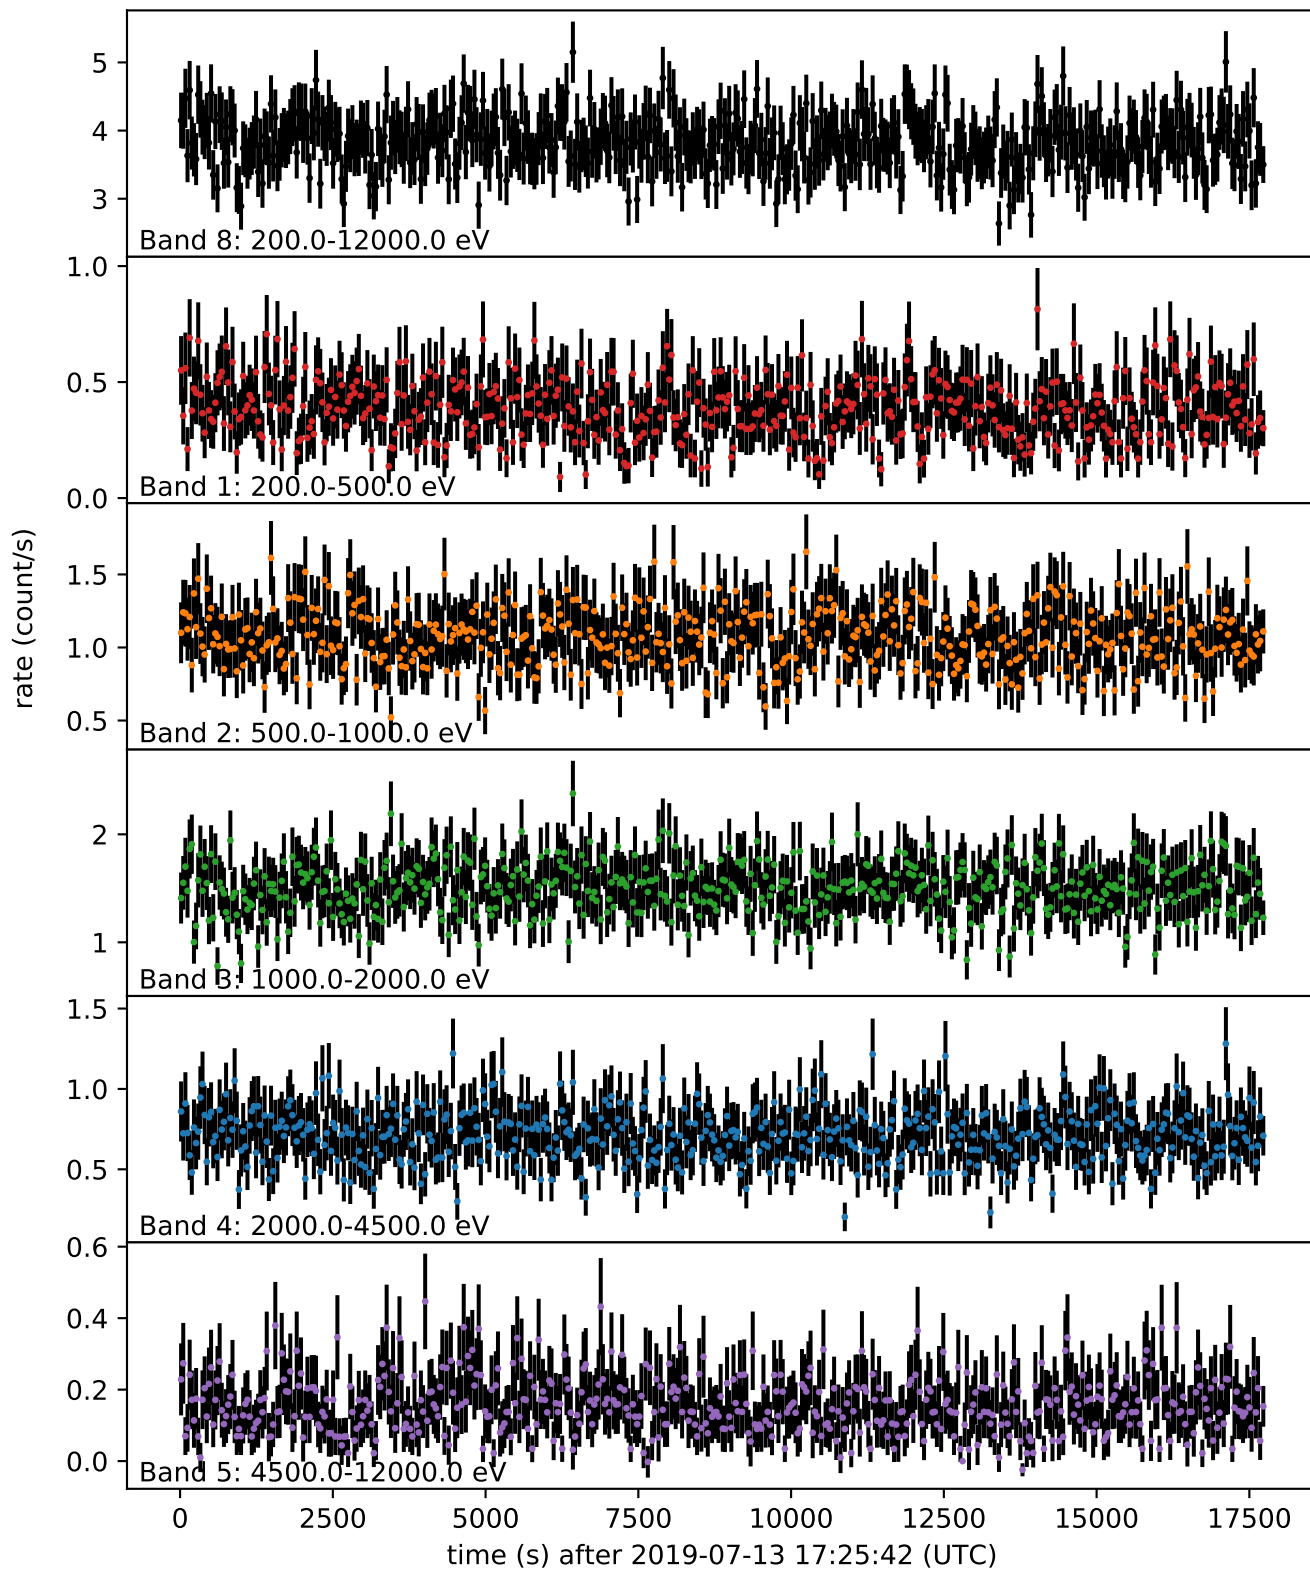 5
4
3
Band 8: 200.0-12000.0 eV
1.0
0.5
0.0
Band 1: 200.0-500.0 eV
1.5
1.0
0.5
Band 2: 500.0-1000.0 eV
rate (count/s)
2
1
Band 3: 1000.0-2000.0 eV
1.5
1.0
0.5
Band 4: 2000.0-4500.0 eV
0.6
0.4
0.2
0.0
Band 5: 4500.0-12000.0 eV
0 2500 5000 7500 10000 12500 15000 17500
time (s) after 2019-07-13 17:25:42 (UTC)